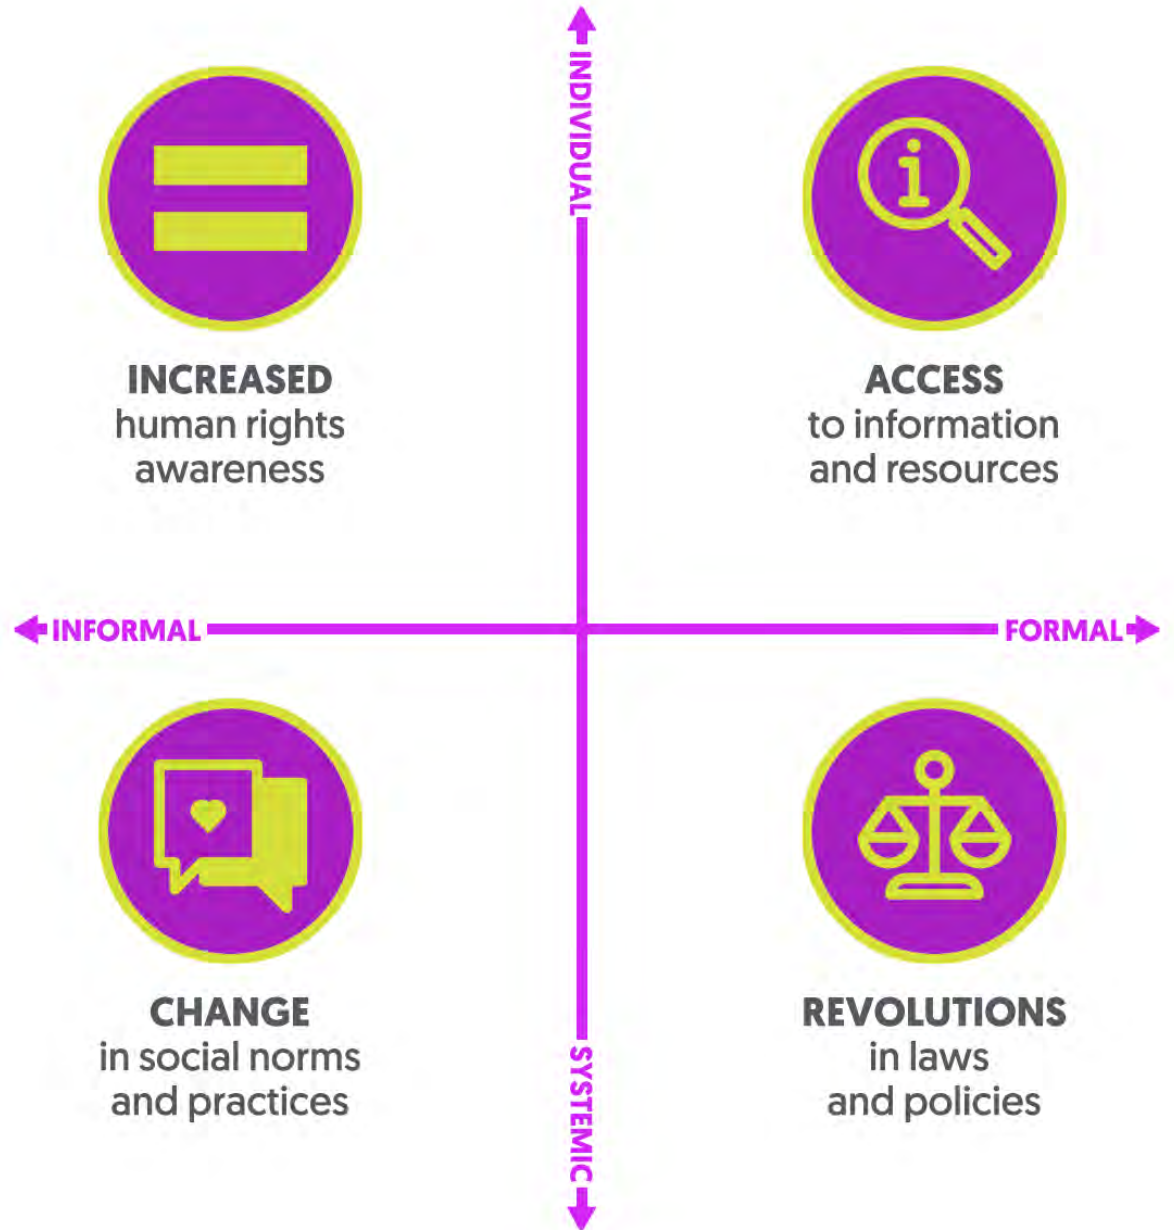 INDIVIDUAL
INCREASED
human rights
awareness
ACCESS
to information
and resources
INFORMAL
FORMAL
CHANGE
in social norms
and practices
REVOLUTIONS
in laws
and policies
SYSTEMIC